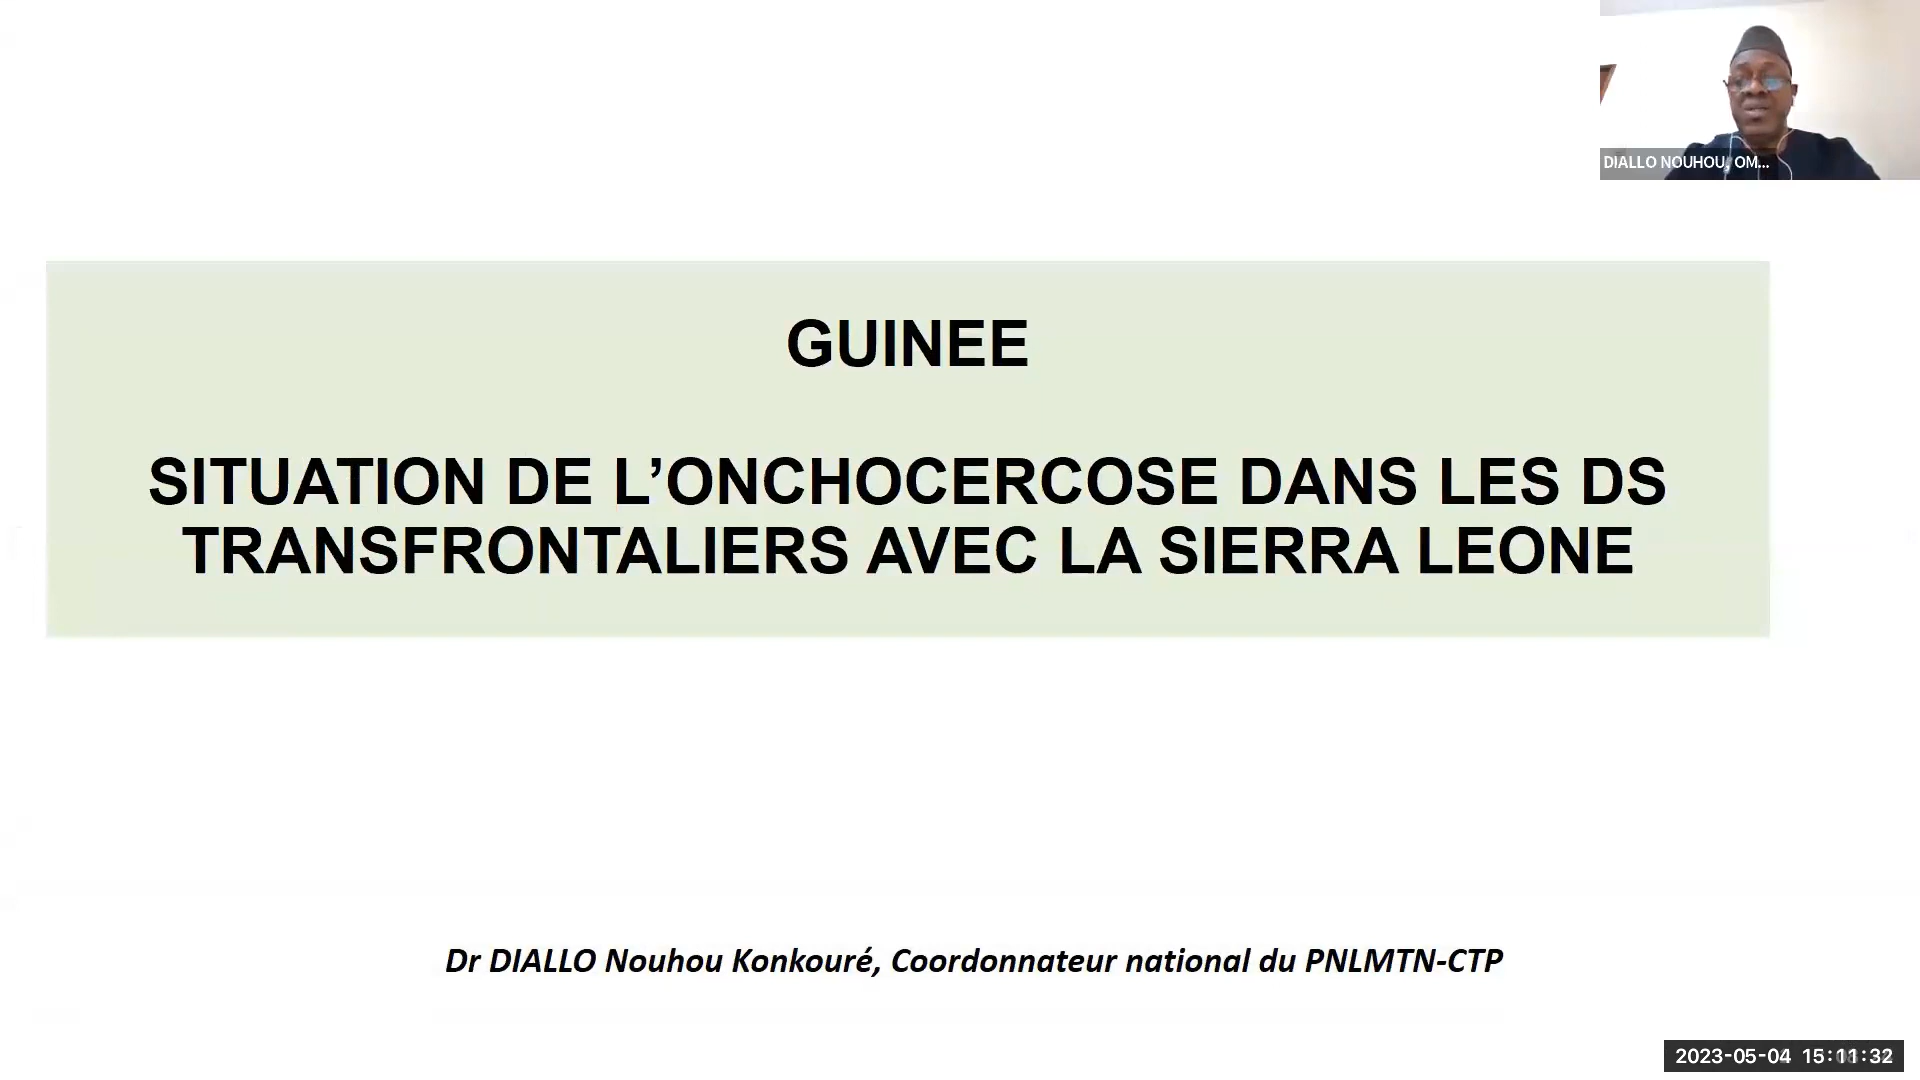 DIALLO NOUHOU, OM...
GUINEE
SITUATION DE L’ONCHOCERCOSE DANS LES DS
TRANSFRONTALIERS AVEC LA SIERRA LEONE
Dr DIALLO Nouhou Konkouré, Coordonnateur national du PNLMTN-CTP
2023-05-04 15:11:32